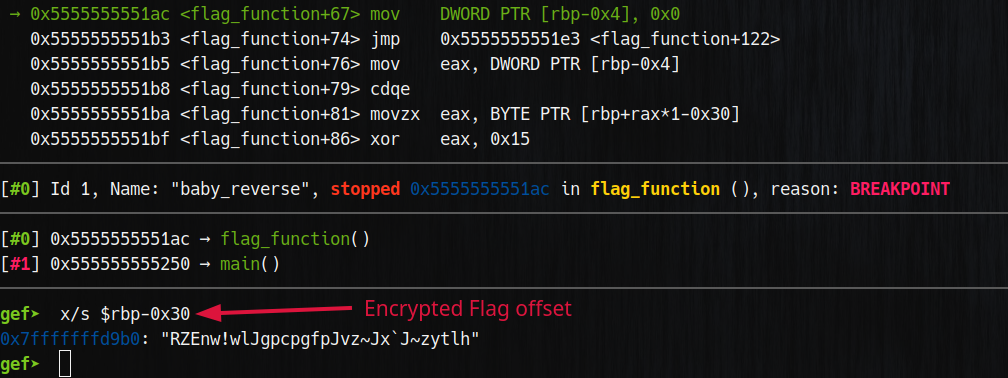 → 0x5555555551ac <flag_function+67> mov    DWORD PTR [rbp-0x4], 0x0
0x5555555551b3 <flag_function+74> jmp    0x5555555551e3 <flag_function+122>
0x5555555551b5 <flag_function+76> mov    eax, DWORD PTR [rbp-0x4]
0x5555555551b8 <flag_function+79> cdqe
0x5555555551ba <flag_function+81> movzx  eax, BYTE PTR [rbp+rax*1-0x30]
0x5555555551bf <flag_function+86> xor    eax, 0x15
[#0] Id 1, Name: "baby_reverse", stopped 0x5555555551ac in flag_function (), reason: BREAKPOINT
[#0] 0x5555555551ac → flag_function()
[#1] 0x555555555250 → main()
gef➤  x/s $rbp-0x30 Encrypted Flag offset
0x7fffffffd9b0: "RZEnw!wlJgpcpgfpJvz~Jx`J~zytlh"
gef➤